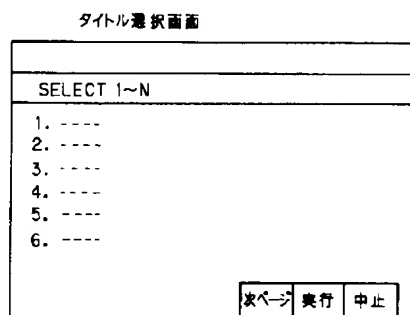 タイトル選択画面
SELECT 1~N
1. ----
2. ----
3. ----
4. ----
5. ----
6. ----
次ページ 実行 中止